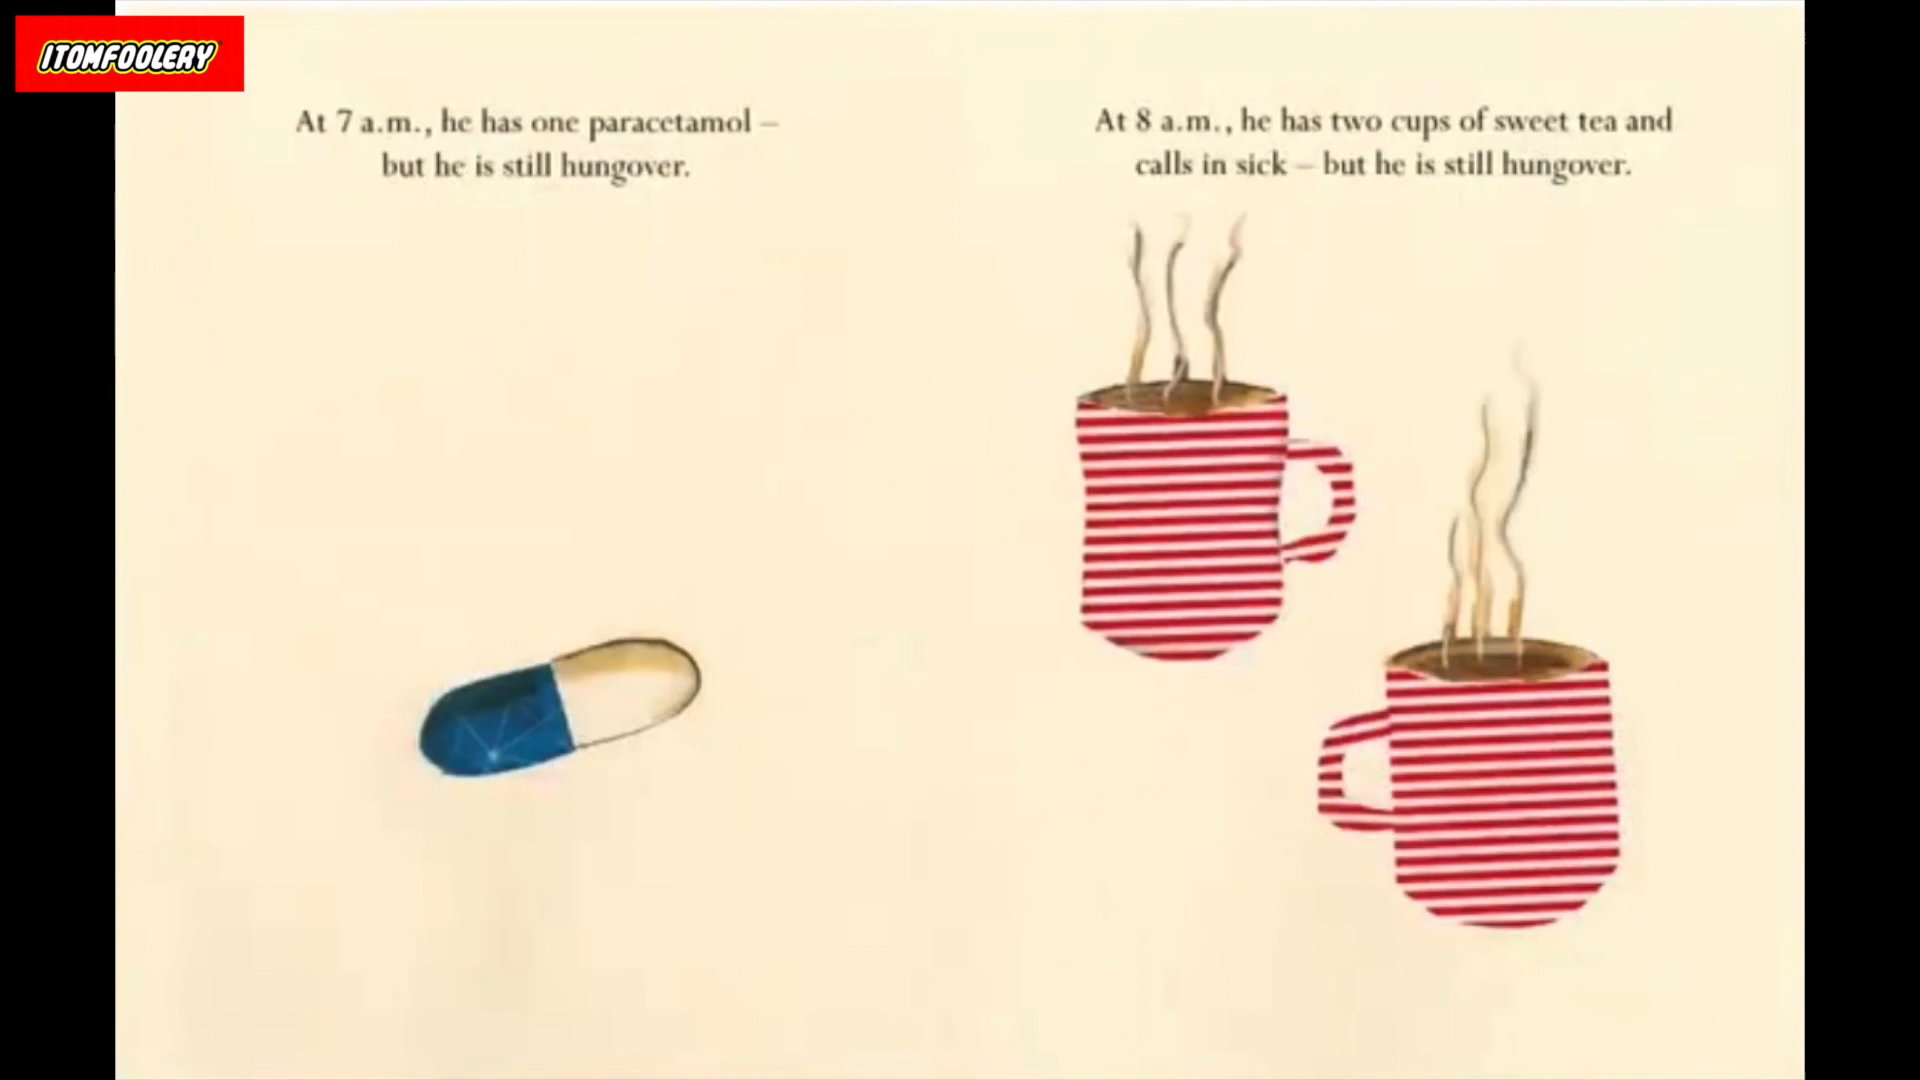 ITOMFOOLERY
At 7 a.m., he has one paracetamol –
but he is still hungover.
At 8 a.m., he has two cups of sweet tea and
calls in sick – but he is still hungover.